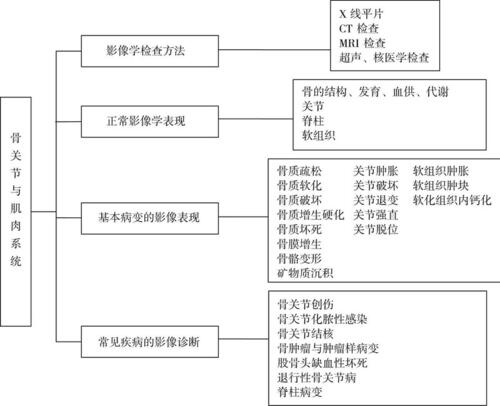 骨关节与肌肉系统
影像学检查方法
X 线平片
CT 检查
MRI 检查
超声、核医学检查
正常影像学表现
骨的结构、发育、血供、代谢
关节
脊柱
软组织
基本病变的影像表现
骨质疏松 关节肿胀 软组织肿胀
骨质软化 关节破坏 软组织肿块
骨质破坏 关节退变 软化组织内钙化
骨质增生硬化 关节强直
骨质坏死 关节脱位
骨膜增生
骨骼变形
矿物质沉积
常见疾病的影像诊断
骨关节创伤
骨关节化脓性感染
骨关节结核
骨肿瘤与肿瘤样病变
股骨头缺血性坏死
退行性骨关节病
脊柱病变